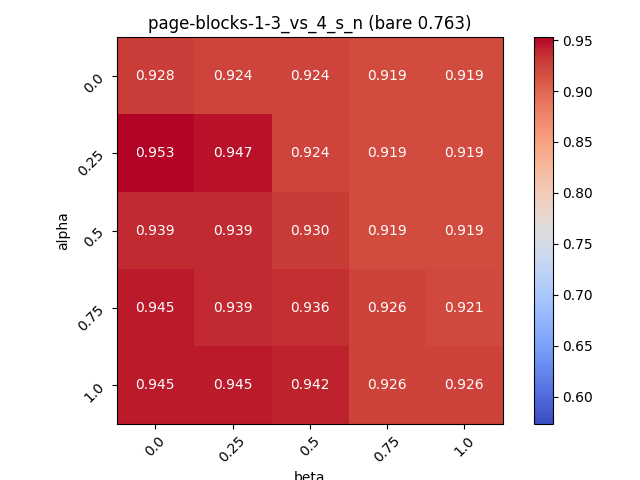 page-blocks-1-3_vs_4_s_n (bare 0.763)
alpha
0.0 0.928 0.924 0.924 0.919 0.919
0.25 0.953 0.947 0.924 0.919 0.919
0.5 0.939 0.939 0.930 0.919 0.919
0.75 0.945 0.939 0.936 0.926 0.921
1.0 0.945 0.945 0.942 0.926 0.926
0.0 0.25 0.5 0.75 1.0
beta
0.95
0.90
0.85
0.80
0.75
0.70
0.65
0.60